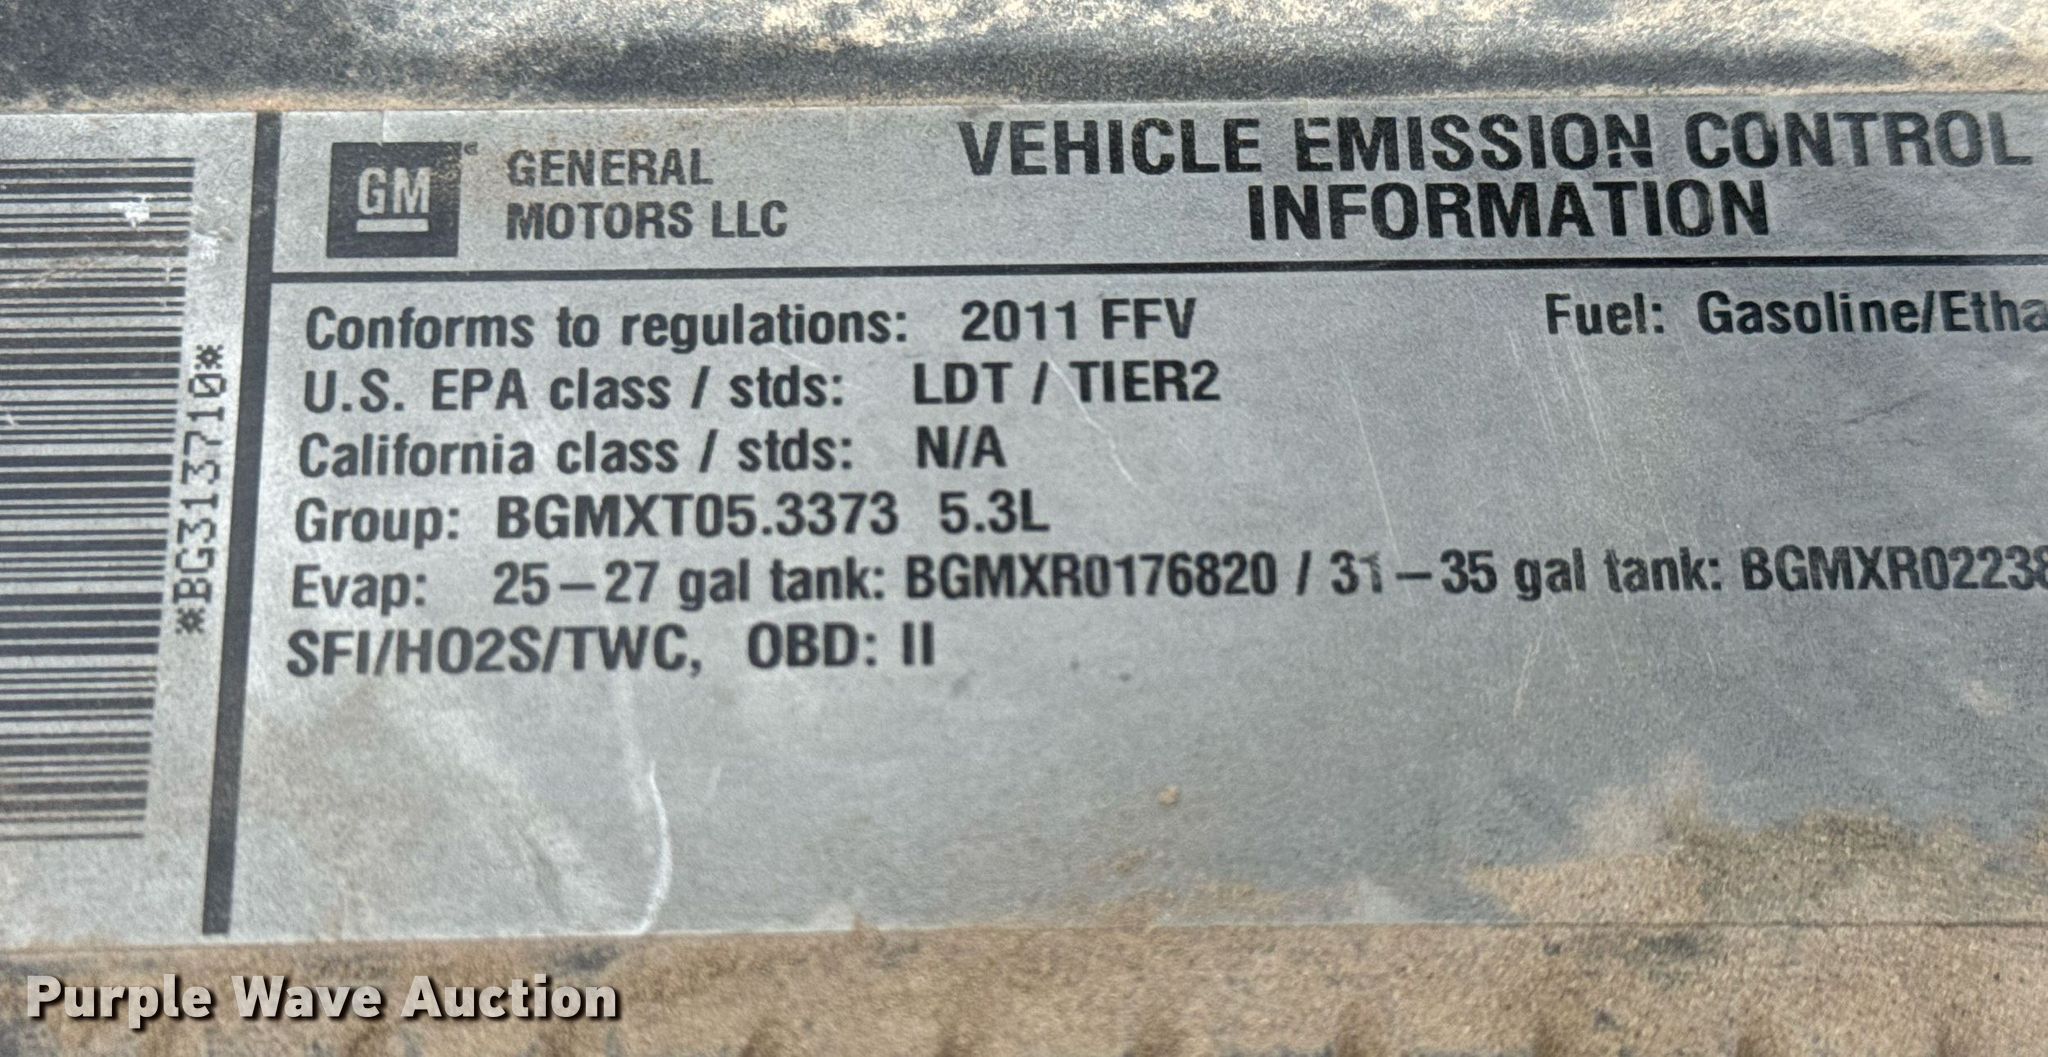 *BG313710*
GM
GENERAL
MOTORS LLC
VEHICLE EMISSION CONTROL
INFORMATION
Conforms to regulations: 2011 FFV
Fuel: Gasoline/Etha
U.S. EPA class / stds: LDT / TIER2
California class / stds: N/A
Group: BGMXT05.3373 5.3L
Evap: 25-27 gal tank: BGMXR0176820 / 31-35 gal tank: BGMXR02238
SFI/HO2S/TWC, OBD: II
Purple Wave Auction